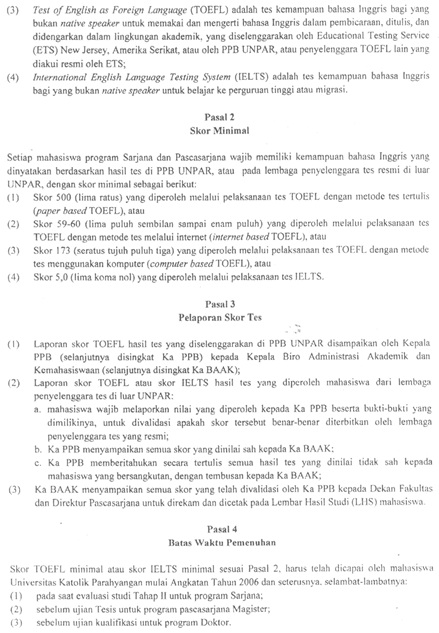 (3) Test of English as Foreign Language (TOEFL) adalah tes kemampuan bahasa Inggris bagi yang
bukan native speaker untuk memakai dan mengerti bahasa Inggris dalam pembicaraan, ditulis, dan
didengarkan dalam lingkungan akademik, yang diselenggarakan oleh Educational Testing Service
(ETS) New Jersey, Amerika Serikat, atau oleh PPB UNPAR, atau penyelenggara TOEFL lain yang
diakui resmi oleh ETS;
(4) International English Language Testing System (IELTS) adalah tes kemampuan bahasa Inggris
bagi yang bukan native speaker untuk belajar ke perguruan tinggi atau migrasi.
Pasal 2
Skor Minimal
Setiap mahasiswa program Sarjana dan Pascasarjana wajib memiliki kemampuan bahasa Inggris yang
dinyatakan berdasarkan hasil tes di PPB UNPAR, atau pada lembaga penyelenggara tes resmi di luar
UNPAR, dengan skor minimal sebagai berikut:
(1) Skor 500 (lima ratus) yang diperoleh melalui pelaksanaan tes TOEFL dengan metode tes tertulis
(paper based TOEFL), atau
(2) Skor 59-60 (lima puluh sembilan sampai enam puluh) yang diperoleh melalui pelaksanaan tes
TOEFL dengan metode tes melalui internet (internet based TOEFL), atau
(3) Skor 173 (seratus tujuh puluh tiga) yang diperoleh melalui pelaksanaan tes TOEFL dengan metode
tes menggunakan komputer (computer based TOEFL), atau
(4) Skor 5,0 (lima koma nol) yang diperoleh melalui pelaksanaan tes IELTS.
Pasal 3
Pelaporan Skor Tes
(1) Laporan skor TOEFL hasil tes yang diselenggarakan di PPB UNPAR disampaikan oleh Kepala
PPB (selanjutnya disingkat Ka PPB) kepada Kepala Biro Administrasi Akademik dan
Kemahasiswaan (selanjutnya disingkat Ka BAAK);
(2) Laporan skor TOEFL atau skor IELTS hasil tes yang diperoleh mahasiswa dari lembaga
penyelenggara tes di luar UNPAR:
a. mahasiswa wajib melaporkan nilai yang diperoleh kepada Ka PPB beserta bukti-bukti yang
dimilikinya, untuk divalidasi apakah skor tersebut benar-benar diterbitkan oleh lembaga
penyelenggara tes yang resmi;
b. Ka PPB menyampaikan semua skor yang dinilai sah kepada Ka BAAK;
c. Ka PPB memberitahukan secara tertulis semua hasil tes yang dinilai tidak sah kepada
mahasiswa yang bersangkutan, dengan tembusan kepada Ka BAAK;
(3) Ka BAAK menyampaikan semua skor yang telah divalidasi oleh Ka PPB kepada Dekan Fakultas
dan Direktur Pascasarjana untuk direkam dan dicetak pada Lembar Hasil Studi (LHS) mahasiswa.
Pasal 4
Batas Waktu Pemenuhan
Skor TOEFL minimal atau skor IELTS minimal sesuai Pasal 2, harus telah dicapai oleh mahasiswa
Universitas Katolik Parahyangan mulai Angkatan Tahun 2006 dan seterusnya, selambat-lambatnya:
(1) pada saat evaluasi studi Tahap II untuk program Sarjana;
(2) sebelum ujian Tesis untuk program pascasarjana Magister;
(3) sebelum ujian kualifikasi untuk program Doktor.